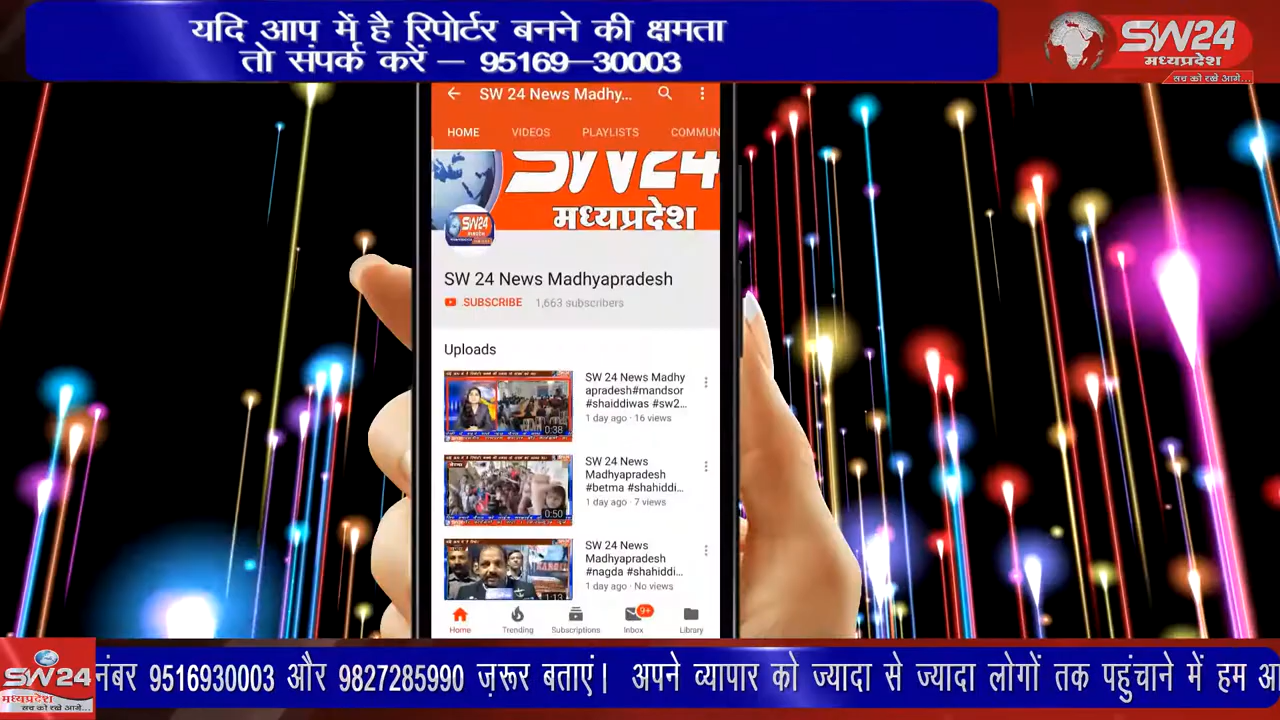 यदि आप में है रिपोर्टर बनने की क्षमता
तो संपर्क करें – 95169–30003
SW24
मध्यप्रदेश
सच को रखे आगे...
SW 24 News Madhy...
HOME VIDEOS PLAYLISTS COMMUN
SW24
मध्यप्रदेश
SW24
SW 24 News Madhyapradesh
SUBSCRIBE 1,663 subscribers
Uploads
SW 24 News Madhy
apradesh#mandsor
#shaiddiwas #sw2...
1 day ago · 16 views
0:38
SW 24 News
Madhyapradesh
#betma #shahiddi...
1 day ago · 7 views
0:50
SW 24 News
Madhyapradesh
#nagda #shahiddi...
1 day ago · No views
1:13
9+
Home Trending Subscriptions Inbox Library
SW24
मध्यप्रदेश
सच को रखे आगे...
नंबर 9516930003 और 9827285990 ज़रूर बताएं। अपने व्यापार को ज्यादा से ज्यादा लोगों तक पहुंचाने में हम आ